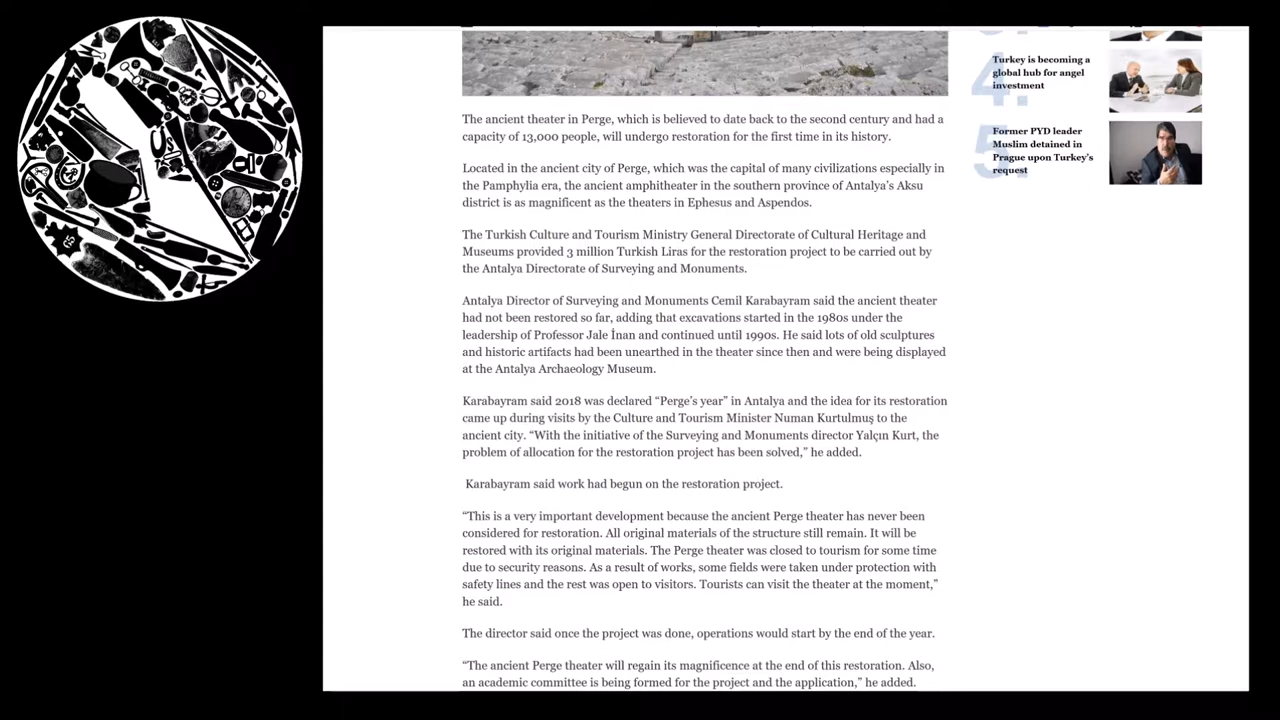 The ancient theater in Perge, which is believed to date back to the second century and had a
capacity of 13,000 people, will undergo restoration for the first time in its history.
Located in the ancient city of Perge, which was the capital of many civilizations especially in
the Pamphylia era, the ancient amphitheater in the southern province of Antalya's Aksu
district is as magnificent as the theaters in Ephesus and Aspendos.
The Turkish Culture and Tourism Ministry General Directorate of Cultural Heritage and
Museums provided 3 million Turkish Liras for the restoration project to be carried out by
the Antalya Directorate of Surveying and Monuments.
Antalya Director of Surveying and Monuments Cemil Karabayram said the ancient theater
had not been restored so far, adding that excavations started in the 1980s under the
leadership of Professor Jale İnan and continued until 1990s. He said lots of old sculptures
and historic artifacts had been unearthed in the theater since then and were being displayed
at the Antalya Archaeology Museum.
Karabayram said 2018 was declared “Perge's year” in Antalya and the idea for its restoration
came up during visits by the Culture and Tourism Minister Numan Kurtulmuş to the
ancient city. “With the initiative of the Surveying and Monuments director Yalçın Kurt, the
problem of allocation for the restoration project has been solved,” he added.
Karabayram said work had begun on the restoration project.
“This is a very important development because the ancient Perge theater has never been
considered for restoration. All original materials of the structure still remain. It will be
restored with its original materials. The Perge theater was closed to tourism for some time
due to security reasons. As a result of works, some fields were taken under protection with
safety lines and the rest was open to visitors. Tourists can visit the theater at the moment,”
he said.
The director said once the project was done, operations would start by the end of the year.
“The ancient Perge theater will regain its magnificence at the end of this restoration. Also,
an academic committee is being formed for the project and the application,” he added.
4.
Turkey is becoming a
global hub for angel
investment
5.
Former PYD leader
Muslim detained in
Prague upon Turkey's
request